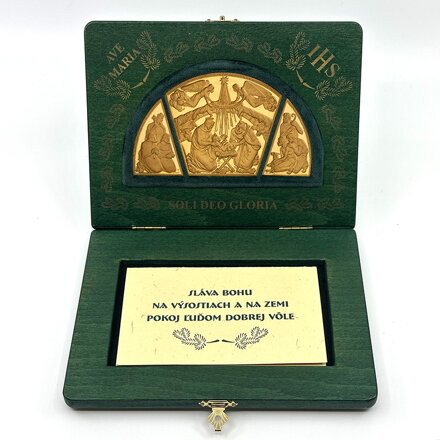 AVE
MARIA
IHS
SOLI DEO GLORIA
SLÁVA BOHU
NA VÝSOSTIACH A NA ZEMI
POKOJ ĽUĎOM DOBREJ VÔLE